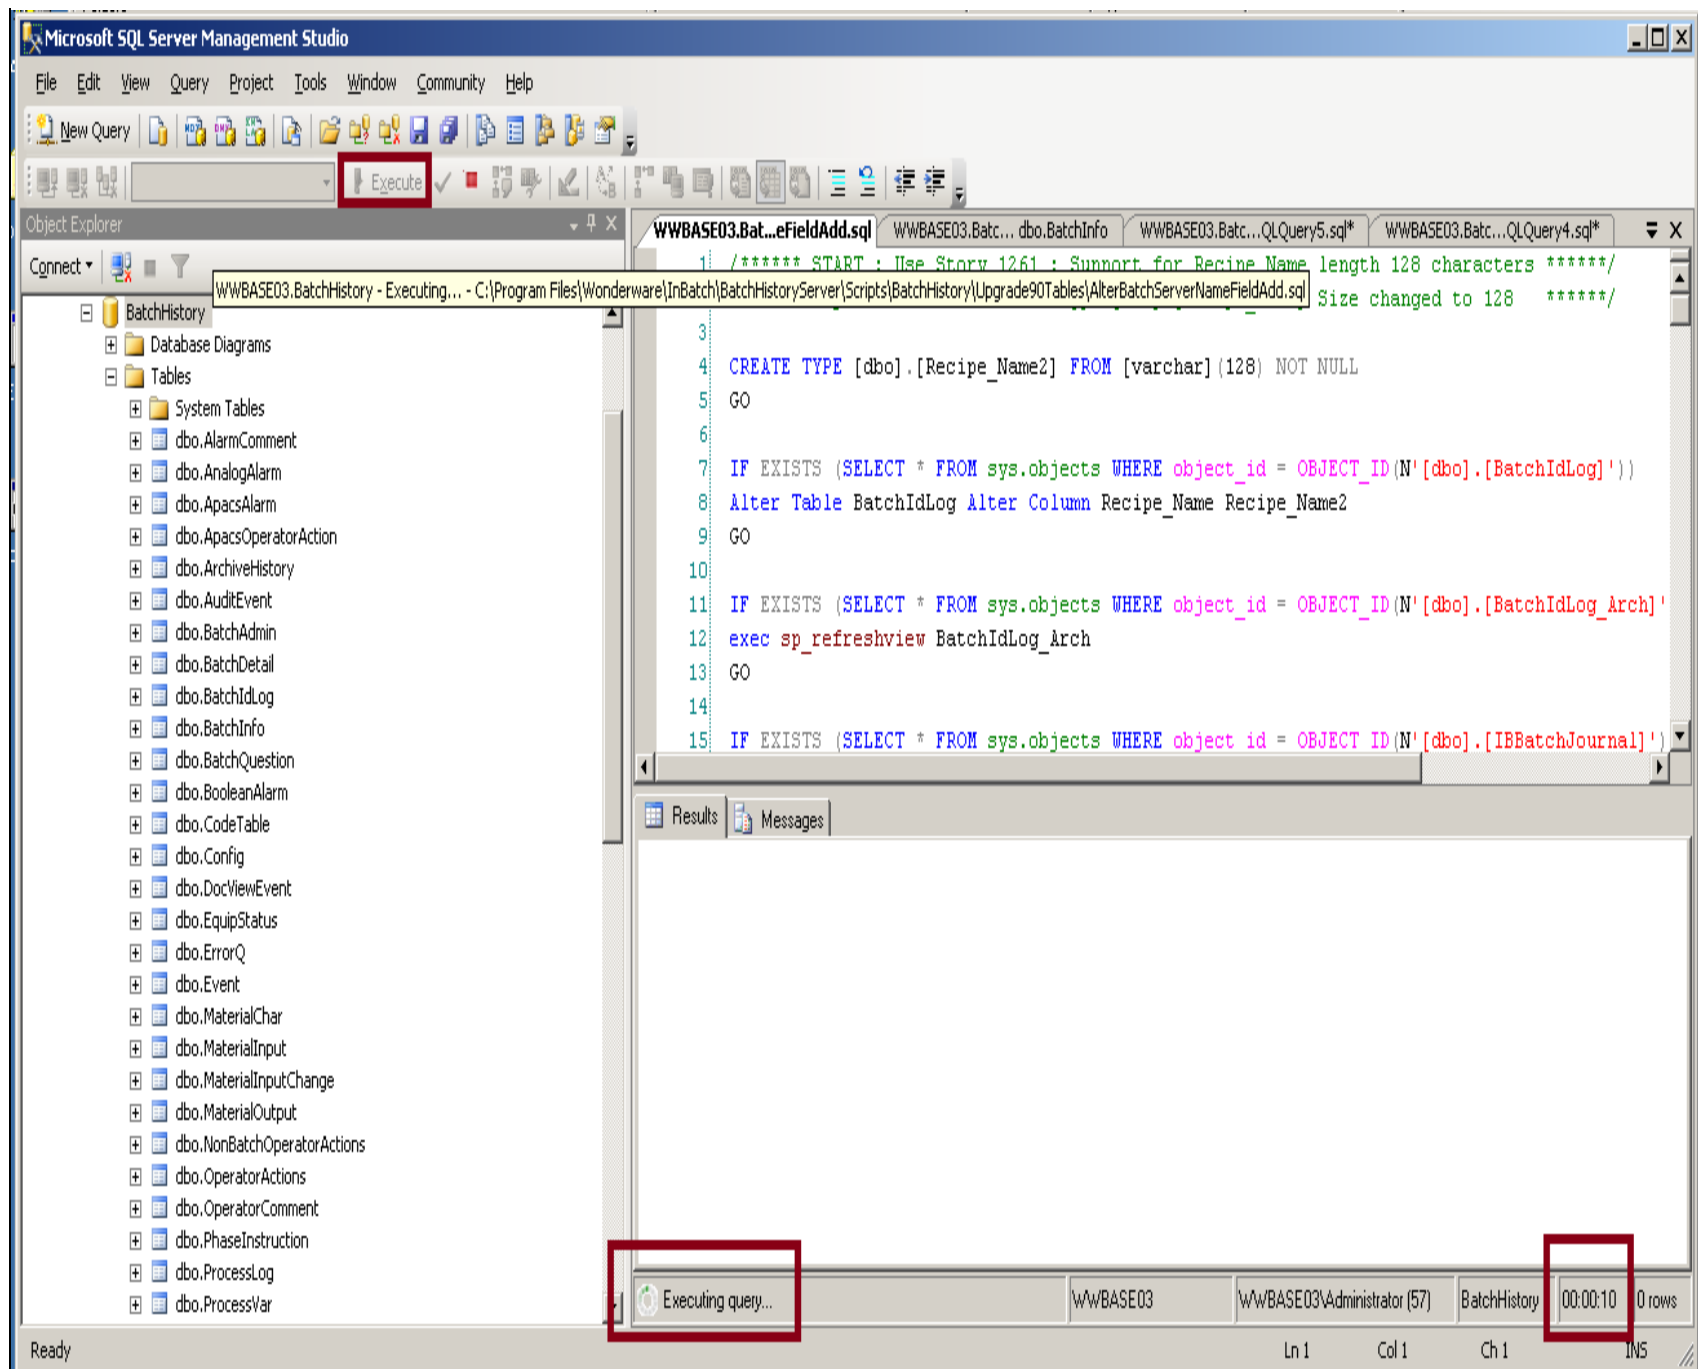 Microsoft SQL Server Management Studio
File Edit View Query Project Tools Window Community Help
New Query
Execute
Object Explorer
WWBASE03.Bat...eFieldAdd.sql WWBASE03.Batc... dbo.BatchInfo WWBASE03.Batc...QLQuery5.sql* WWBASE03.Batc...QLQuery4.sql*
Connect
1 /****** START : Use Story 1261 : Support for Recipe Name length 128 characters ******/
WWBASE03.BatchHistory - Executing... - C:\Program Files\Wonderware\InBatch\BatchHistoryServer\Scripts\BatchHistory\Upgrade90Tables\AlterBatchServerNameFieldAdd.sql
Size changed to 128 ******/
3
4 CREATE TYPE [dbo].[Recipe_Name2] FROM [varchar](128) NOT NULL
5 GO
6
7 IF EXISTS (SELECT * FROM sys.objects WHERE object_id = OBJECT_ID(N'[dbo].[BatchIdLog]'))
8 Alter Table BatchIdLog Alter Column Recipe_Name Recipe_Name2
9 GO
10
11 IF EXISTS (SELECT * FROM sys.objects WHERE object_id = OBJECT_ID(N'[dbo].[BatchIdLog_Arch]'
12 exec sp_refreshview BatchIdLog_Arch
13 GO
14
15 IF EXISTS (SELECT * FROM sys.objects WHERE object_id = OBJECT_ID(N'[dbo].[IBBatchJournal]')
BatchHistory
Database Diagrams
Tables
System Tables
dbo.AlarmComment
dbo.AnalogAlarm
dbo.ApacsAlarm
dbo.ApacsOperatorAction
dbo.ArchiveHistory
dbo.AuditEvent
dbo.BatchAdmin
dbo.BatchDetail
dbo.BatchIdLog
dbo.BatchInfo
dbo.BatchQuestion
dbo.BooleanAlarm
dbo.CodeTable
dbo.Config
dbo.DocViewEvent
dbo.EquipStatus
dbo.ErrorQ
dbo.Event
dbo.MaterialChar
dbo.MaterialInput
dbo.MaterialInputChange
dbo.MaterialOutput
dbo.NonBatchOperatorActions
dbo.OperatorActions
dbo.OperatorComment
dbo.PhaseInstruction
dbo.ProcessLog
dbo.ProcessVar
Results Messages
Executing query... WWBASE03 WWBASE03\Administrator (57) BatchHistory 00:00:10 0 rows
Ready Ln 1 Col 1 Ch 1 INS